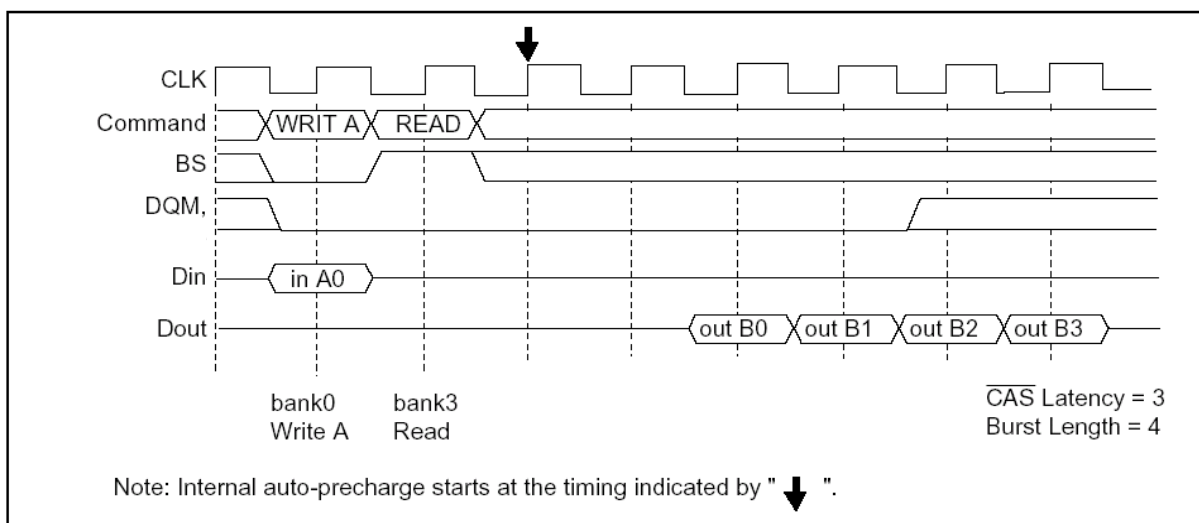 CLK
Command WRIT A READ
BS
DQM,
Din in A0
Dout out B0 out B1 out B2 out B3
bank0 bank3
Write A Read
CAS Latency = 3
Burst Length = 4
Note: Internal auto-precharge starts at the timing indicated by " ".